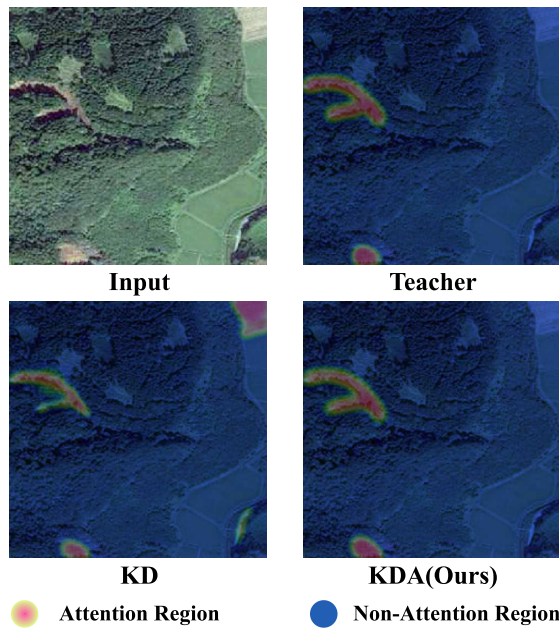 Input
Teacher
KD
KDA(Ours)
Attention Region
Non-Attention Region